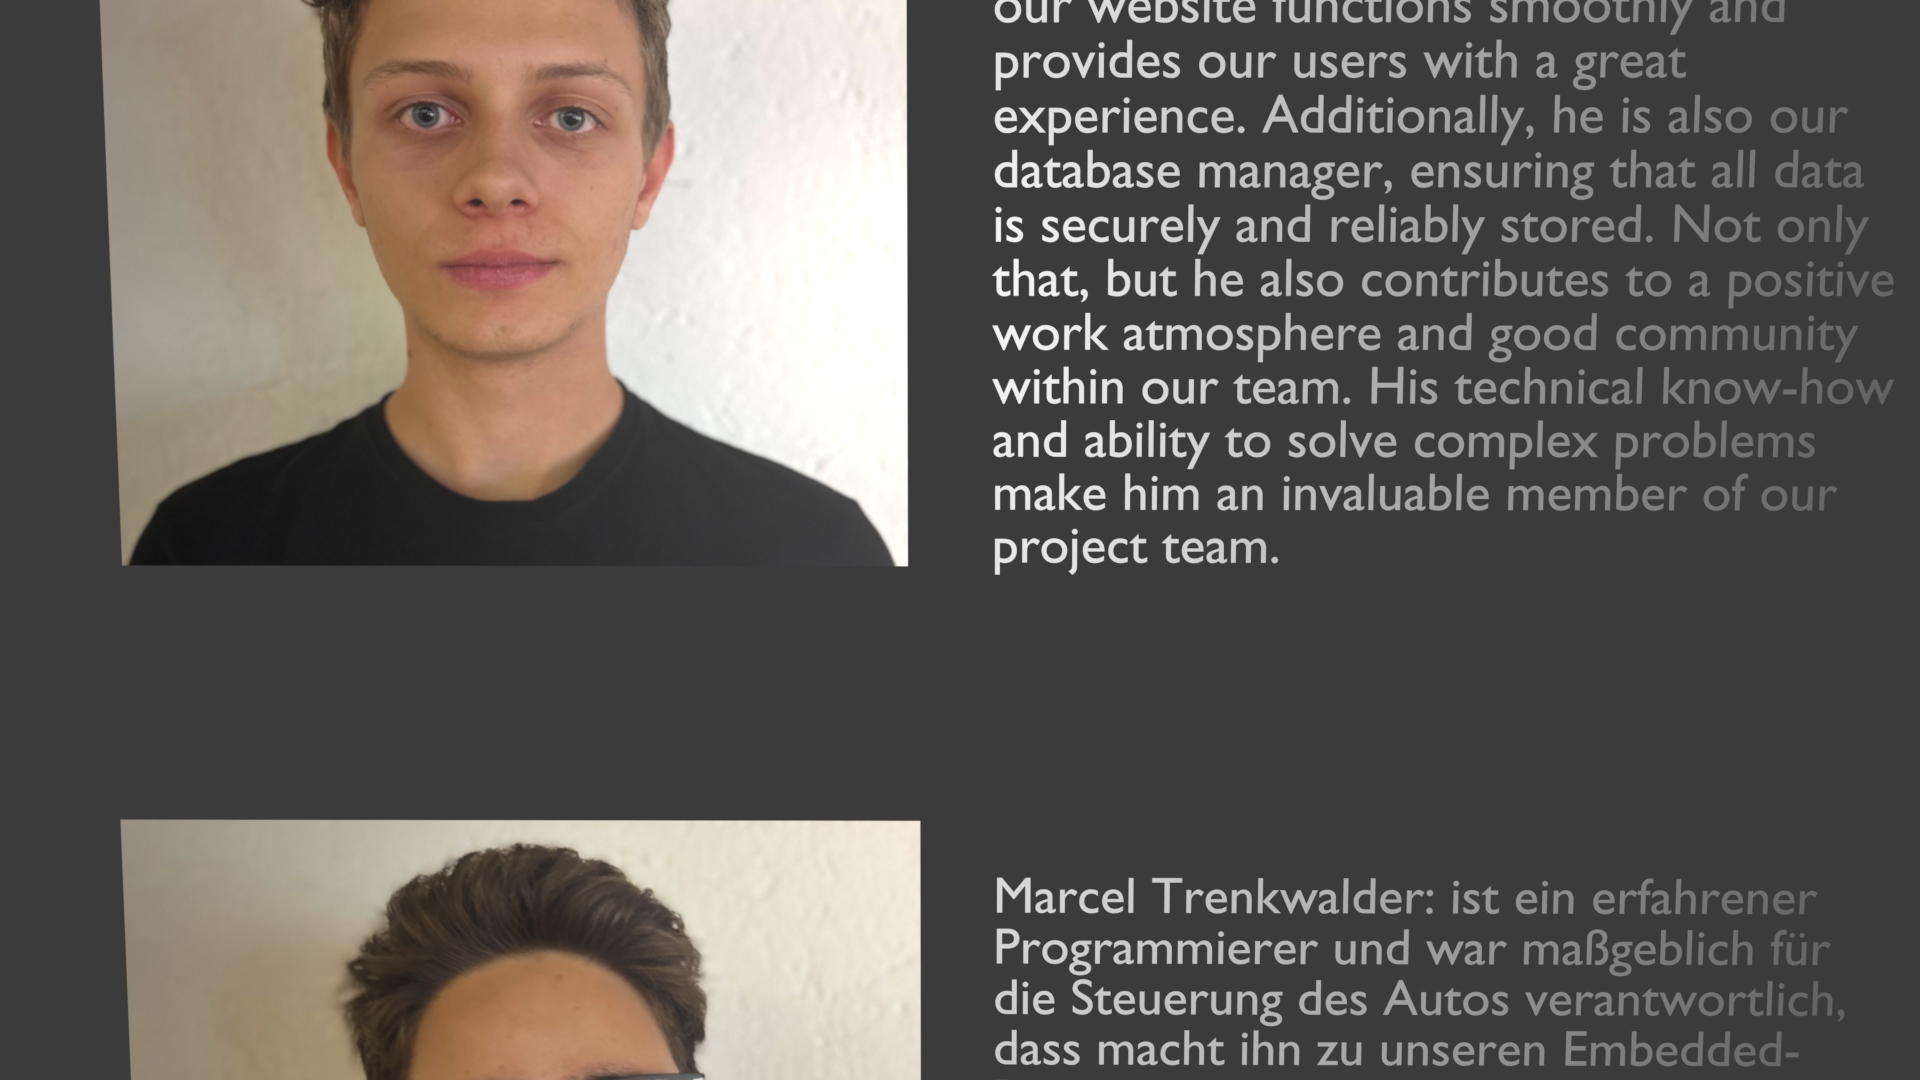 our website functions smoothly and
provides our users with a great
experience. Additionally, he is also our
database manager, ensuring that all data
is securely and reliably stored. Not only
that, but he also contributes to a positive
work atmosphere and good community
within our team. His technical know-how
and ability to solve complex problems
make him an invaluable member of our
project team.
Marcel Trenkwalder: ist ein erfahrener
Programmierer und war maßgeblich für
die Steuerung des Autos verantwortlich,
dass macht ihn zu unseren Embedded-